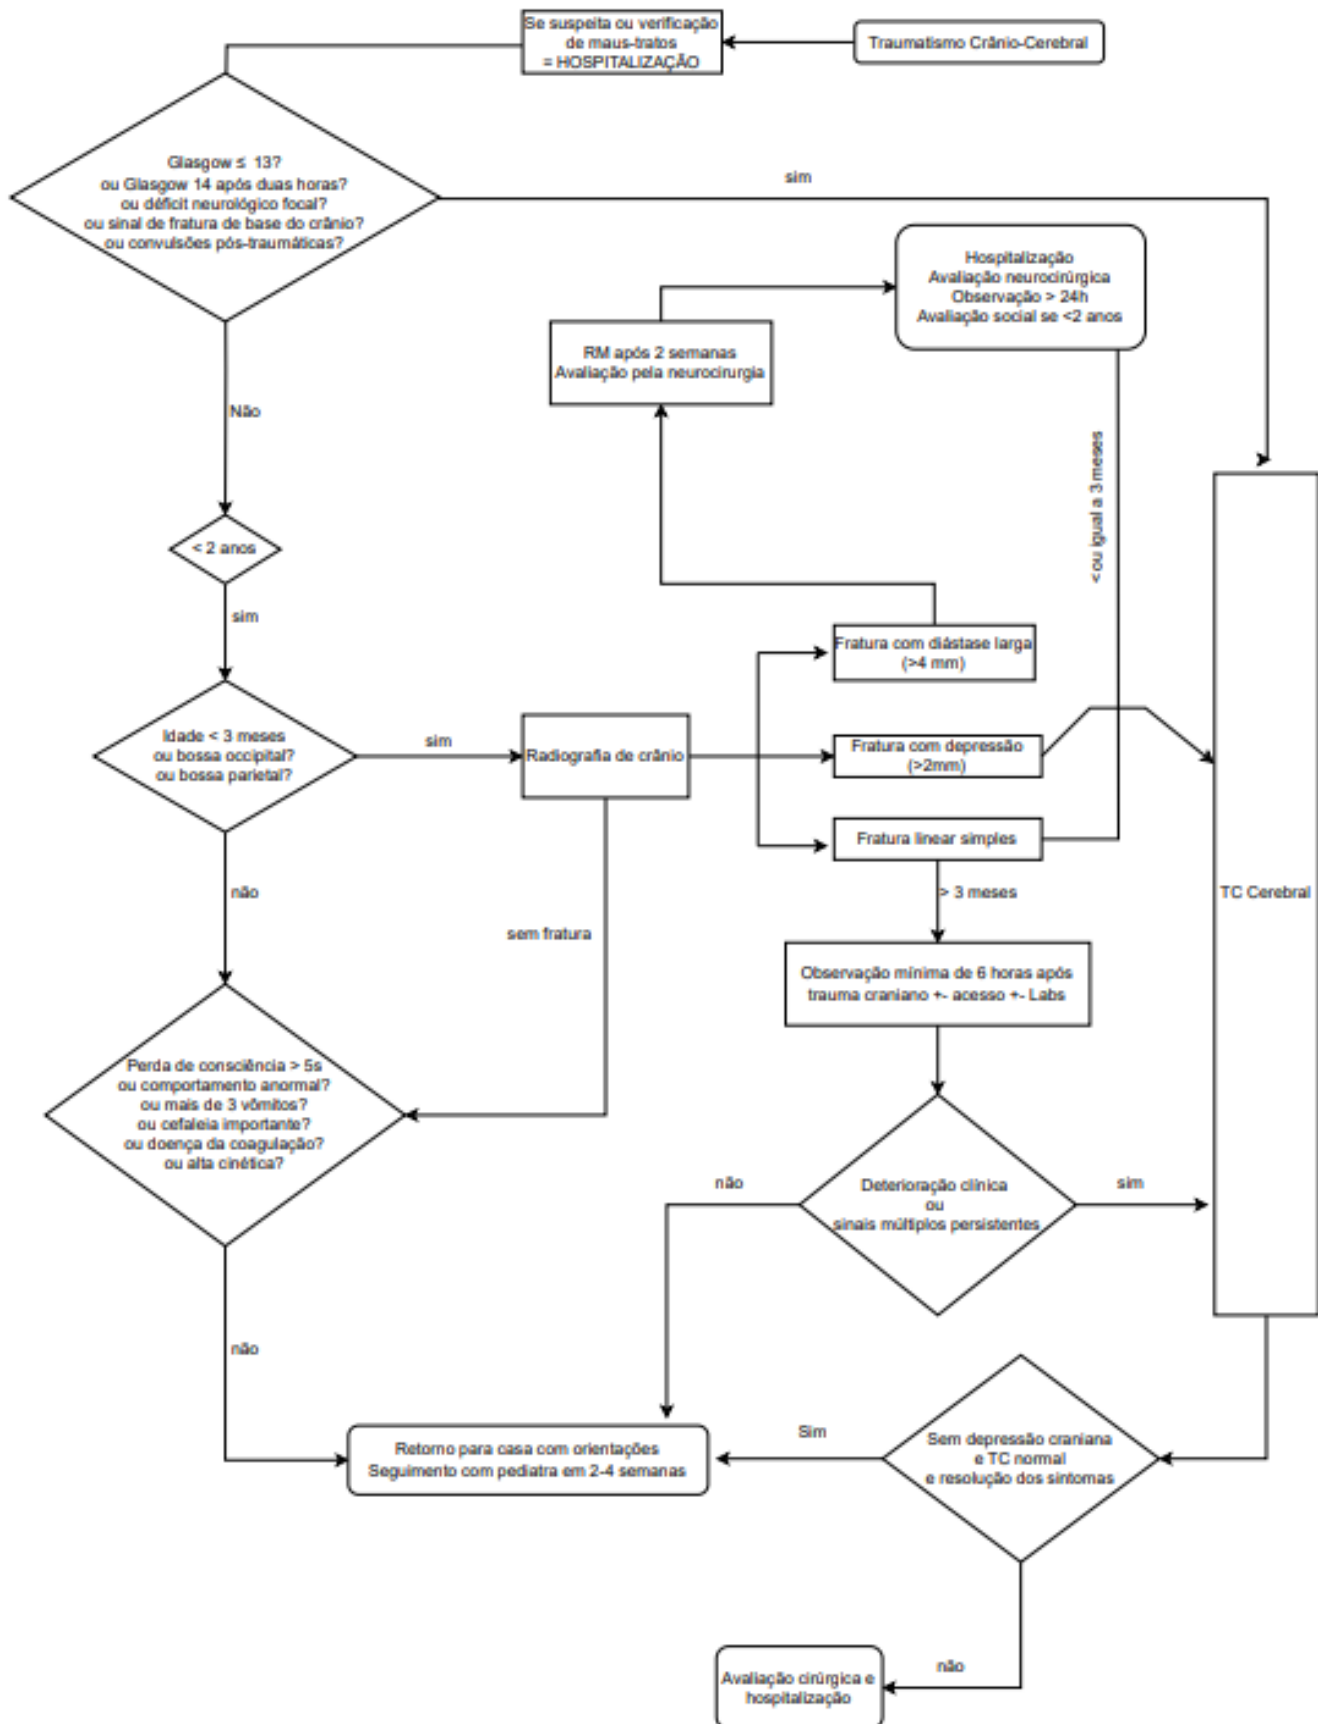 Se suspeita ou verificação
de maus-tratos
= HOSPITALIZAÇÃO
Traumatismo Crânio-Cerebral
Glasgow ≤ 13?
ou Glasgow 14 após duas horas?
ou déficit neurológico focal?
ou sinal de fratura de base do crânio?
ou convulsões pós-traumáticas?
sim
Hospitalização
Avaliação neurocirúrgica
Observação > 24h
Avaliação social se <2 anos
RM após 2 semanas
Avaliação pela neurocirurgia
Não
< ou igual a 3 meses
< 2 anos
sim
Fratura com diástase larga
(>4 mm)
Idade < 3 meses
ou bossa occipital?
ou bossa parietal?
sim
Radiografia de crânio
Fratura com depressão
(>2mm)
Fratura linear simples
> 3 meses
TC Cerebral
não
sem fratura
Observação mínima de 6 horas após
trauma craniano +- acesso +- Labs
Perda de consciência > 5s
ou comportamento anormal?
ou mais de 3 vômitos?
ou cefaleia importante?
ou doença da coagulação?
ou alta cinética?
não
Deterioração clínica
ou
sinais múltiplos persistentes
sim
não
Retorno para casa com orientações
Seguimento com pediatra em 2-4 semanas
Sim
Sem depressão craniana
e TC normal
e resolução dos sintomas
não
Avaliação cirúrgica e
hospitalização